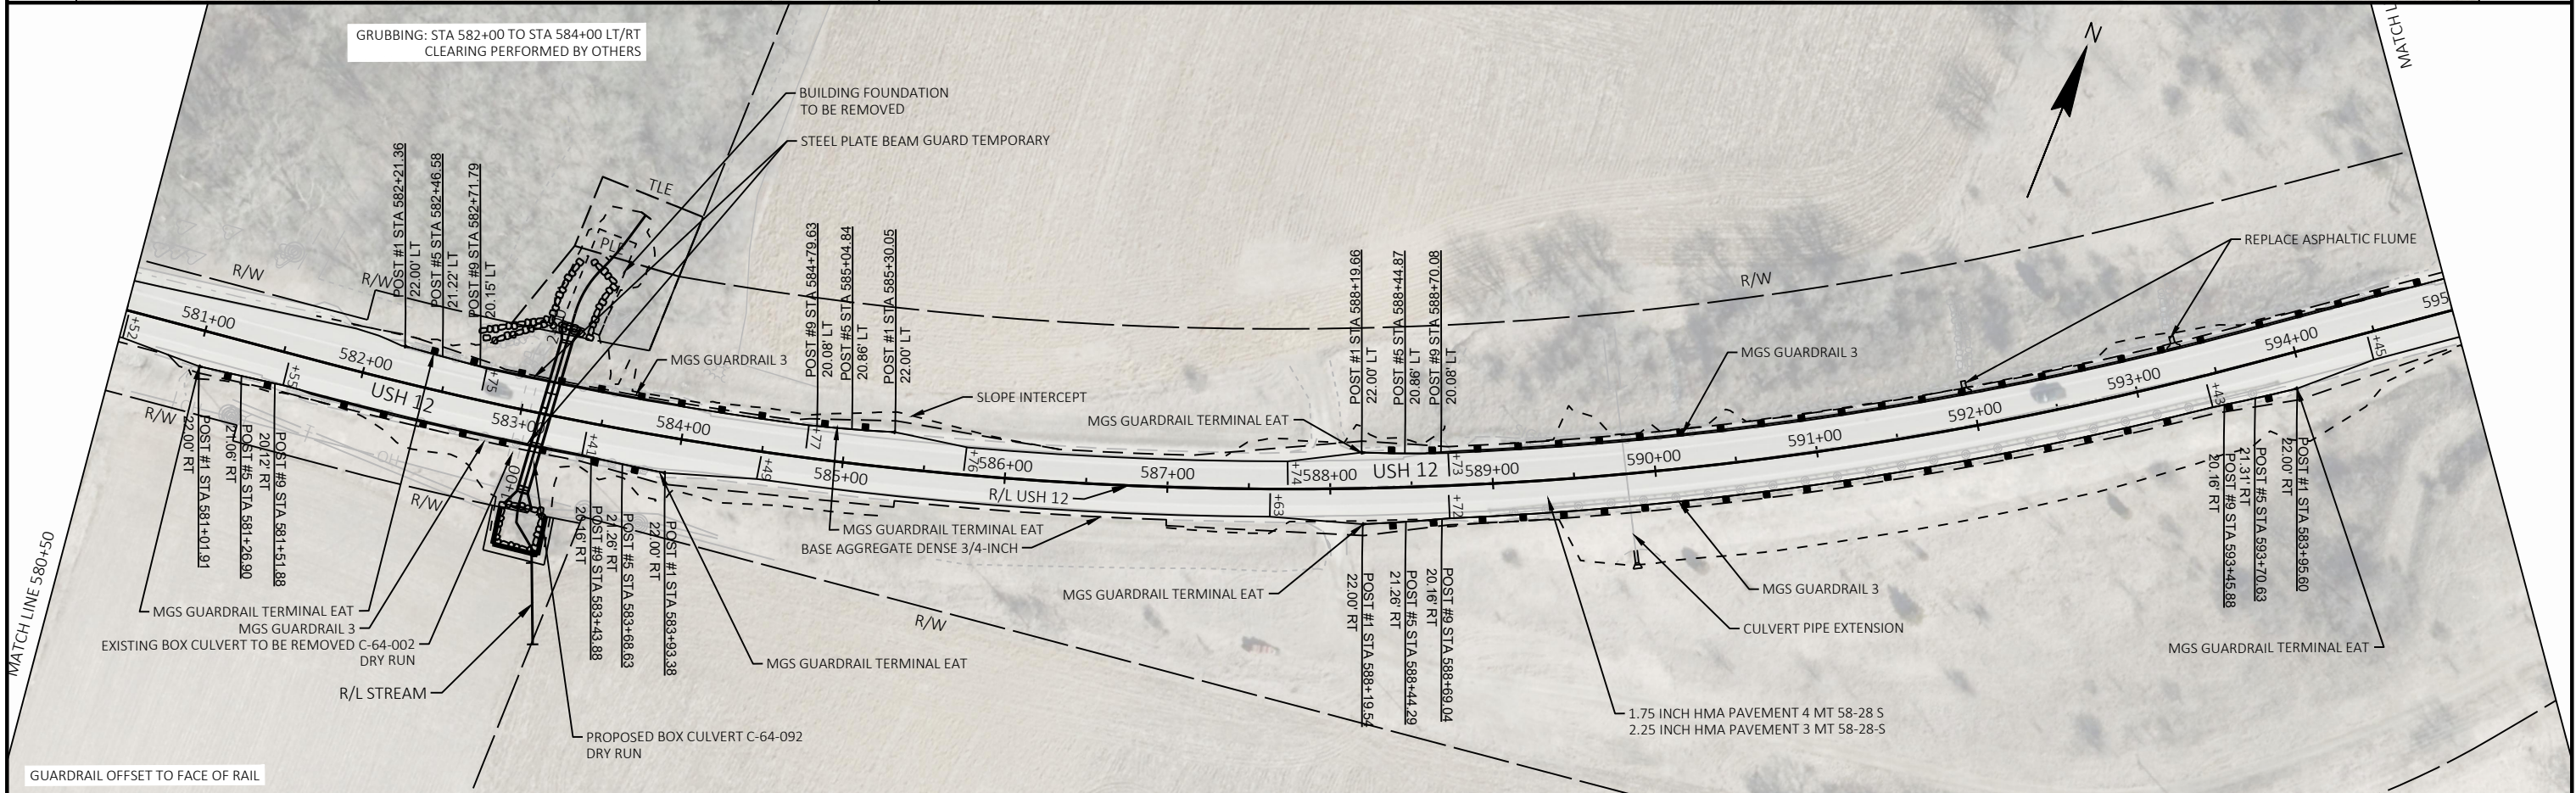 GRUBBING: STA 582+00 TO STA 584+00 LT/RT
CLEARING PERFORMED BY OTHERS
BUILDING FOUNDATION
TO BE REMOVED
STEEL PLATE BEAM GUARD TEMPORARY
N
TLE
R/W
R/W
POST #1 STA 582+21.36
22.00' LT
POST #5 STA 582+46.58
21.22' LT
POST #9 STA 582+71.79
20.15' LT
POST #9 STA 584+79.63
20.08' LT
POST #5 STA 585+04.84
20.86' LT
POST #1 STA 585+30.05
22.00' LT
POST #1 STA 588+19.66
22.00' LT
POST #5 STA 588+44.87
20.86' LT
POST #9 STA 588+70.08
20.08' LT
R/W
REPLACE ASPHALTIC FLUME
MGS GUARDRAIL 3
MGS GUARDRAIL 3
SLOPE INTERCEPT
MGS GUARDRAIL TERMINAL EAT
+52
581+00
+55
582+00
USH 12
+75
583+00
+41
584+00
+49
+77
585+00
+76
586+00
587+00
R/L USH 12
+63
+74
588+00
USH 12
+72
589+00
590+00
591+00
592+00
593+00
+43
594+00
+45
595
R/W
R/W
22.00' RT
POST #1 STA 581+01.91
21.06' RT
POST #5 STA 581+26.90
20.12' RT
POST #9 STA 581+51.88
20.16' RT
POST #9 STA 583+43.88
21.26' RT
POST #5 STA 583+68.63
22.00' RT
POST #1 STA 583+93.38
MGS GUARDRAIL TERMINAL EAT
BASE AGGREGATE DENSE 3/4-INCH
MGS GUARDRAIL TERMINAL EAT
22.00' RT
POST #1 STA 588+19.54
21.26' RT
POST #5 STA 588+44.29
20.16' RT
POST #9 STA 588+69.04
20.16' RT
POST #9 STA 593+45.88
21.31' RT
POST #5 STA 593+70.63
22.00' RT
POST #1 STA 583+95.60
MGS GUARDRAIL 3
CULVERT PIPE EXTENSION
MGS GUARDRAIL TERMINAL EAT
MATCH LINE 580+50
MGS GUARDRAIL TERMINAL EAT
MGS GUARDRAIL 3
EXISTING BOX CULVERT TO BE REMOVED C-64-002
DRY RUN
R/L STREAM
MGS GUARDRAIL TERMINAL EAT
R/W
PROPOSED BOX CULVERT C-64-092
DRY RUN
1.75 INCH HMA PAVEMENT 4 MT 58-28 S
2.25 INCH HMA PAVEMENT 3 MT 58-28-S
GUARDRAIL OFFSET TO FACE OF RAIL
MATCH